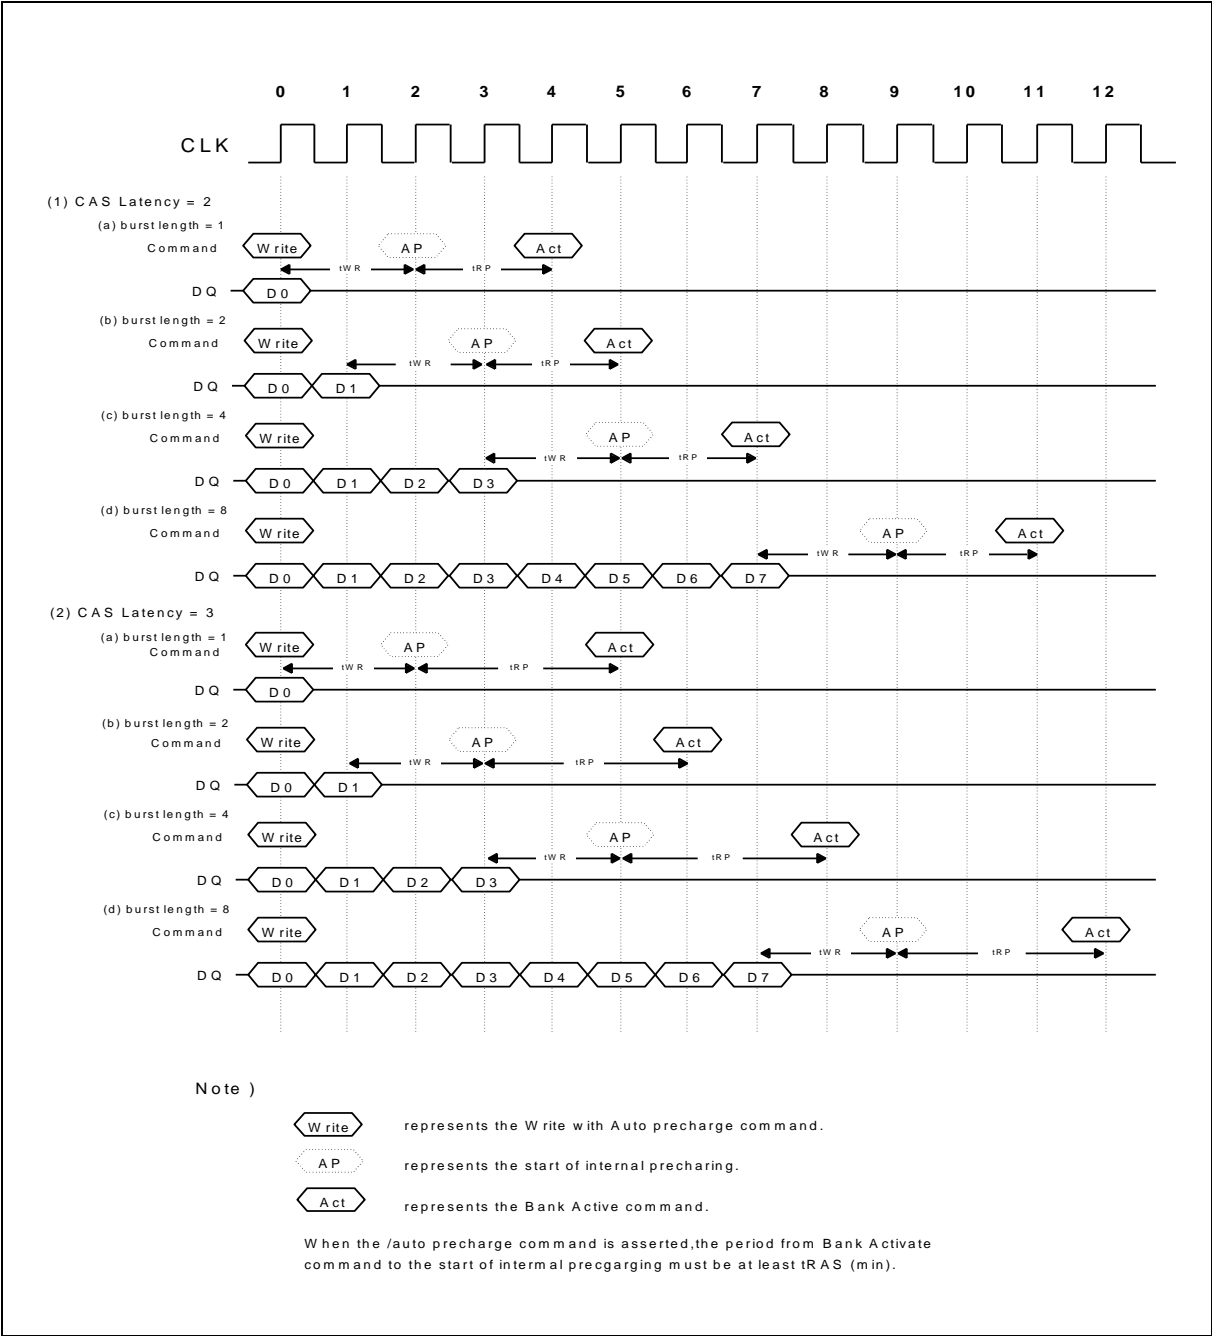 0 1 2 3 4 5 6 7 8 9 10 11 12
CLK
(1) CAS Latency = 2
(a) burst length = 1
Command Write AP Act
tWR tRP
DQ D0
(b) burst length = 2
Command Write AP Act
tWR tRP
DQ D0 D1
(c) burst length = 4
Command Write AP Act
tWR tRP
DQ D0 D1 D2 D3
(d) burst length = 8
Command Write AP Act
tWR tRP
DQ D0 D1 D2 D3 D4 D5 D6 D7
(2) CAS Latency = 3
(a) burst length = 1
Command Write AP Act
tWR tRP
DQ D0
(b) burst length = 2
Command Write AP Act
tWR tRP
DQ D0 D1
(c) burst length = 4
Command Write AP Act
tWR tRP
DQ D0 D1 D2 D3
(d) burst length = 8
Command Write AP Act
tWR tRP
DQ D0 D1 D2 D3 D4 D5 D6 D7
Note )
Write represents the Write with Auto precharge command.
AP represents the start of internal precharing.
Act represents the Bank Active command.
When the /auto precharge command is asserted,the period from Bank Activate
command to the start of intermal precgarging must be at least tRAS (min).